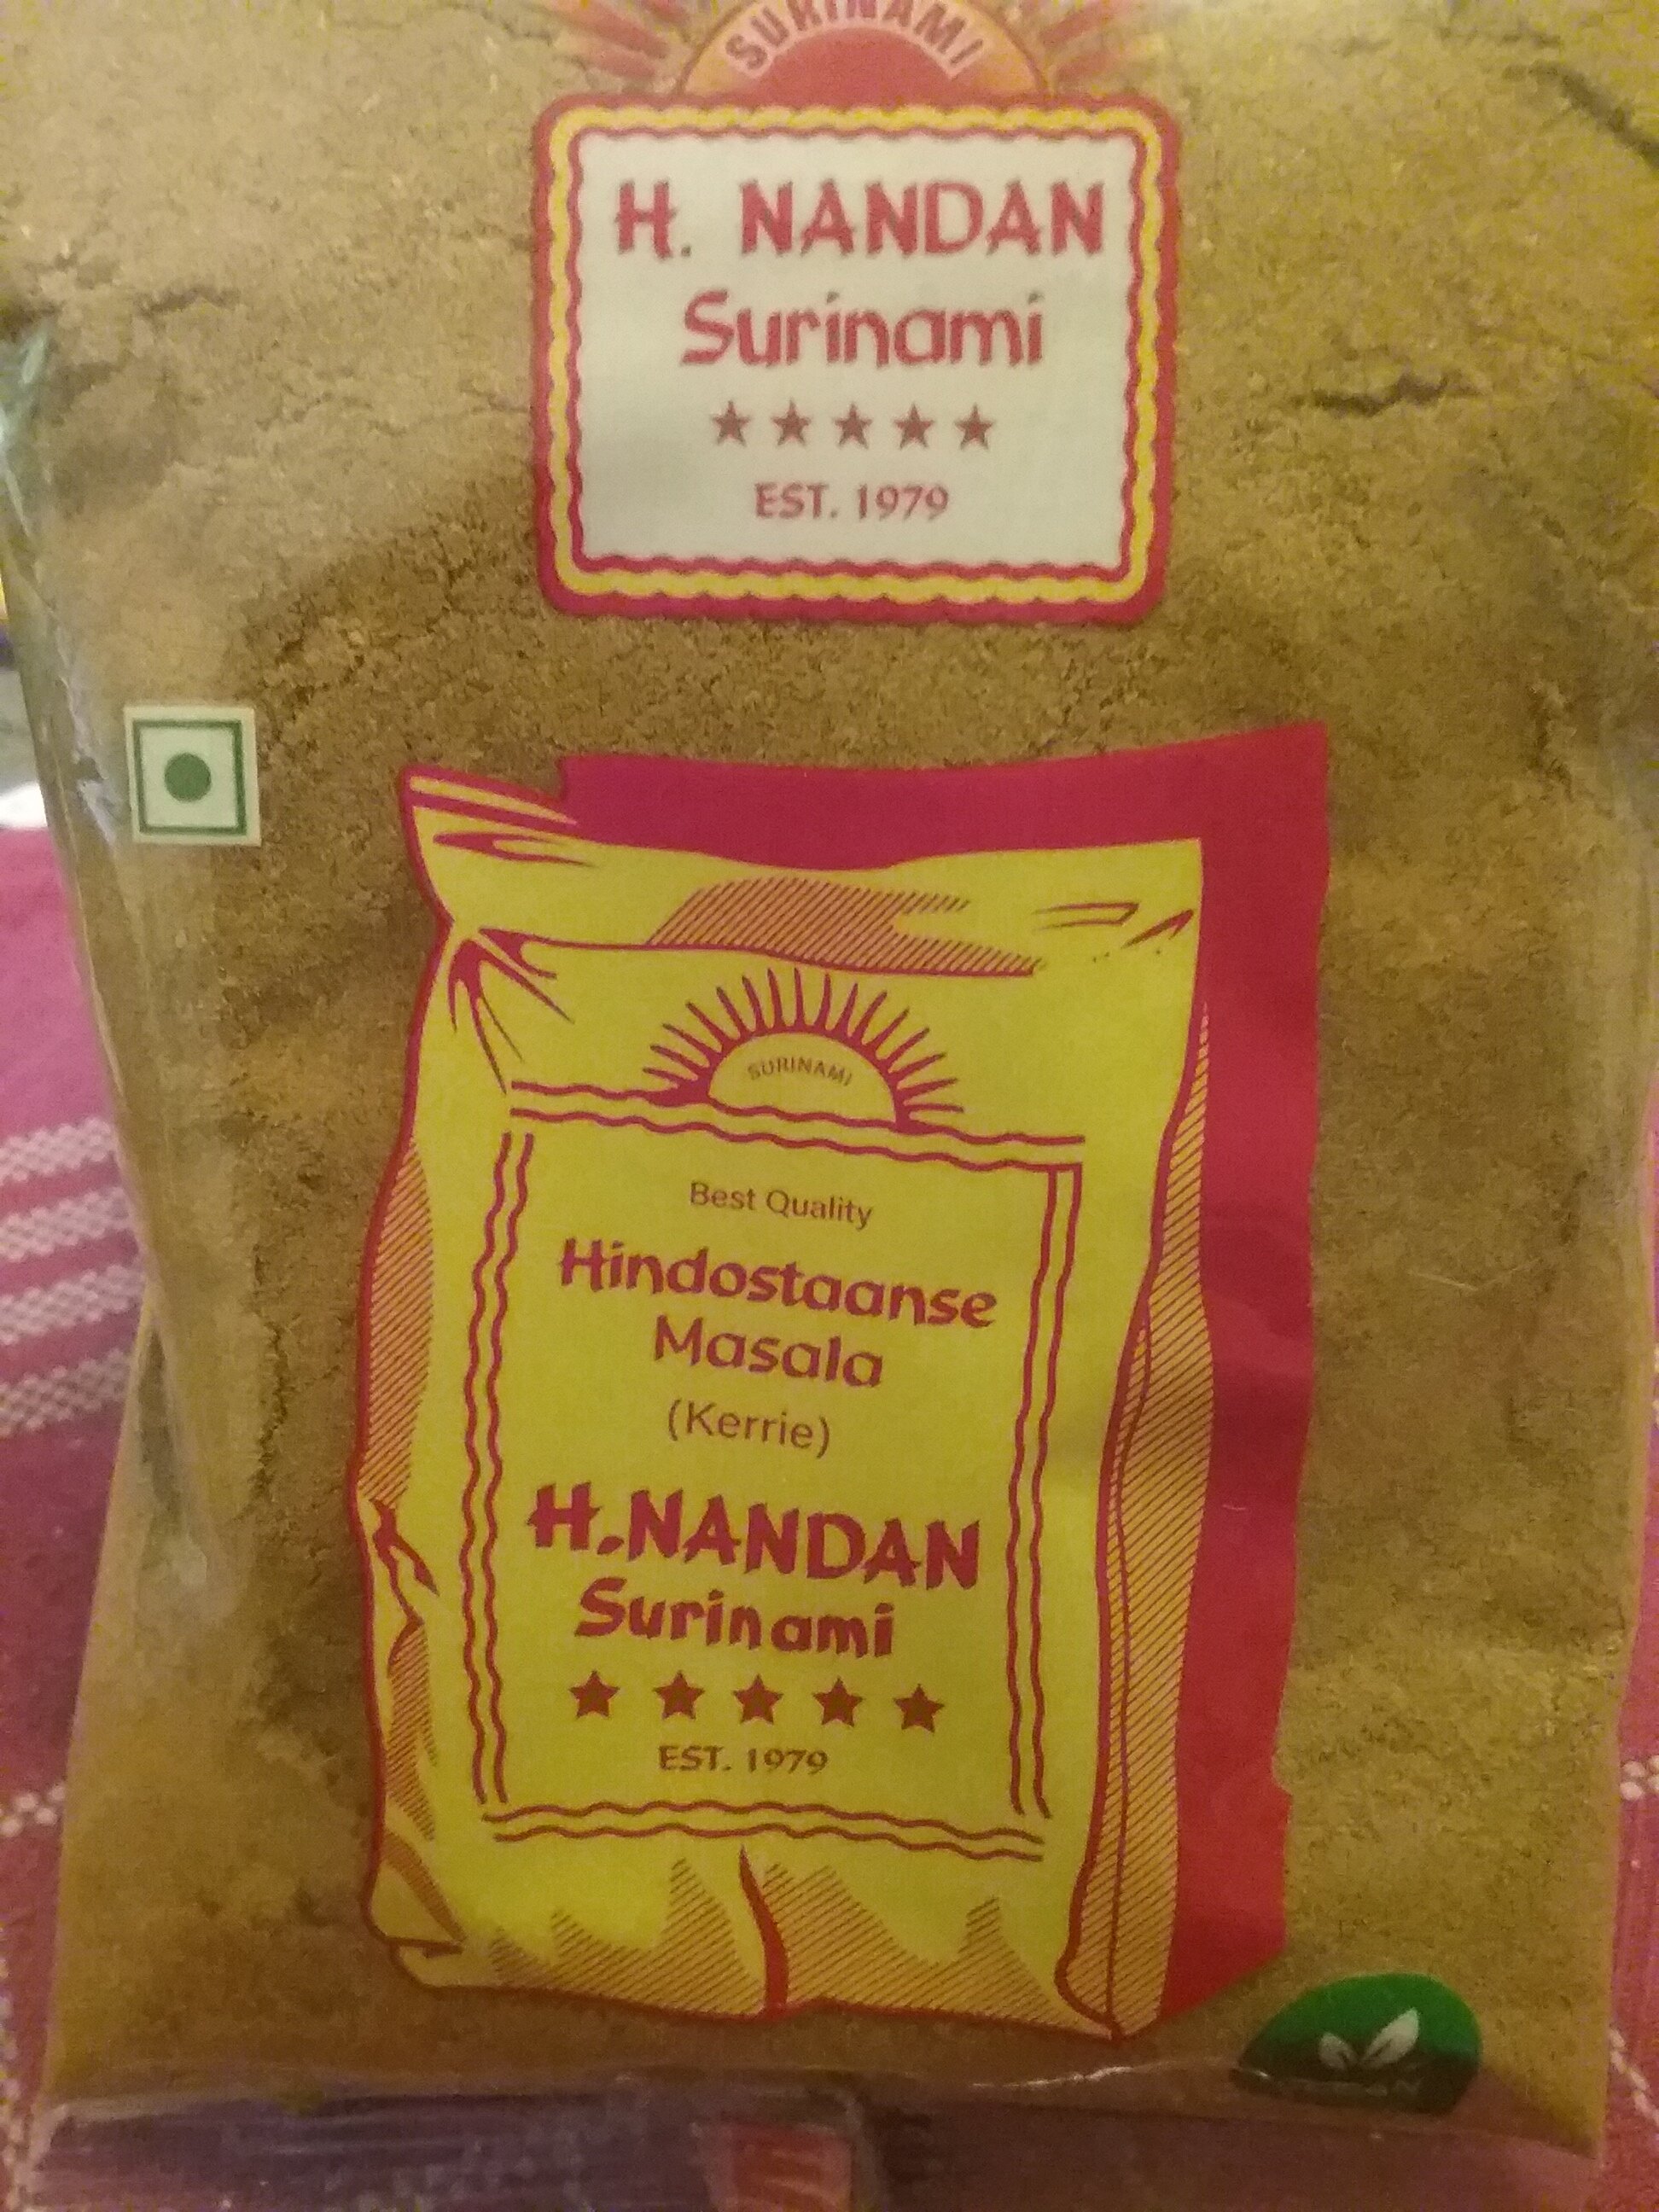 SURINAMI
H. NANDAN
Surinami
EST. 1979
SURINAMI
Best Quality
Hindostaanse
Masala
(Kerrie)
H.NANDAN
Surinami
EST. 1979